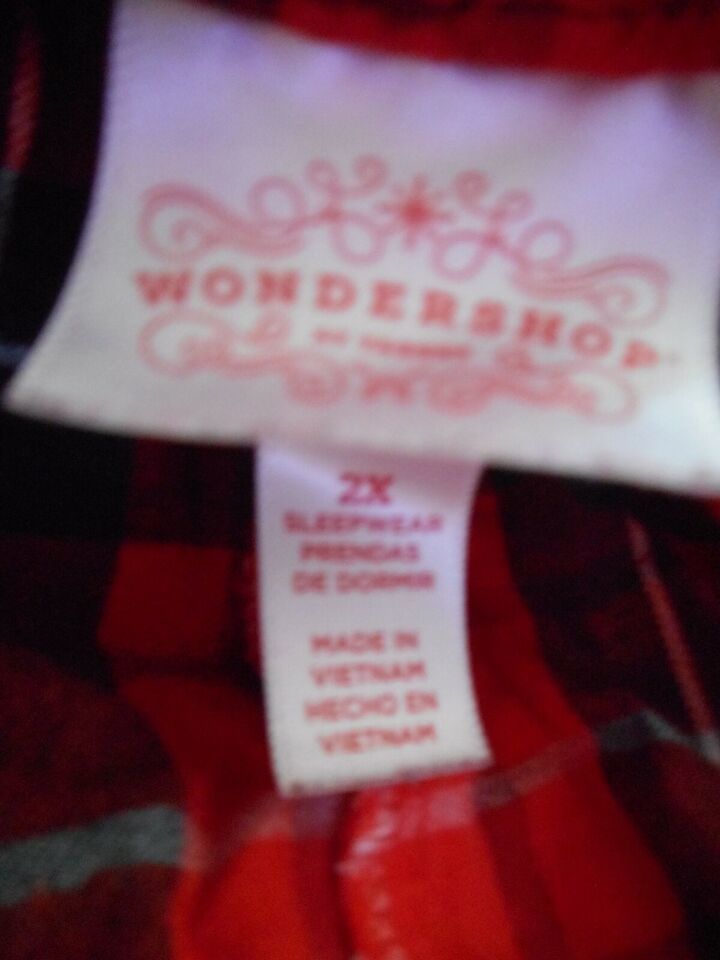 WONDERSHOP
2X
SLEEPWEAR
PRENDAS
DE DORMIR
MADE IN
VIETNAM
HECHO EN
VIETNAM